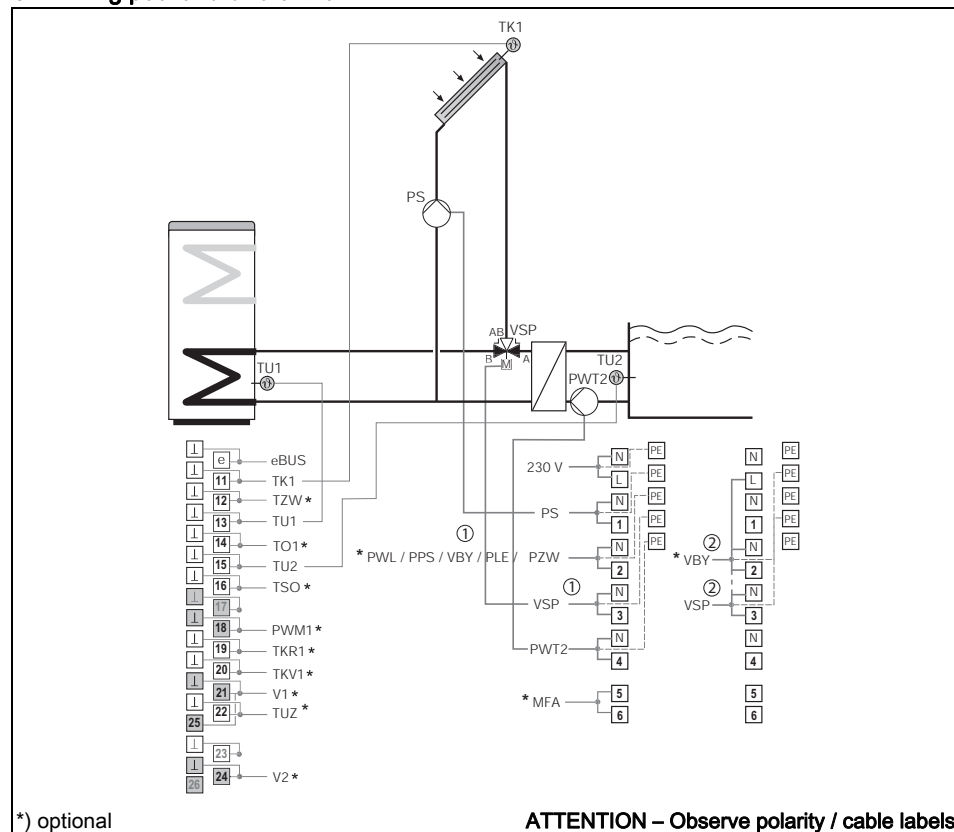 TK1
PS
AB VSP
B A
M
TU1
TU2
PWT2
⊥ e eBUS
⊥ 11 TK1
⊥ 12 TZW *
⊥ 13 TU1
⊥ 14 TO1*
⊥ 15 TU2
⊥ 16 TSO *
⊥ 17
⊥ 18 PWM1*
⊥ 19 TKR1*
⊥ 20 TKV1*
⊥ 21 V1*
⊥ 22 TUZ *
25
⊥ 23
⊥ 24 V2*
26
230 V N L PE
PS N 1 PE
①
* PWL / PPS / VBY / PLE / PZW N 2 PE
①
VSP N 3 PE
PWT2 N 4 PE
* MFA 5 6
N PE
L PE
N PE
1 PE
②
* VBY N 2 PE
②
VSP N 3
N
4
5
6
*) optional
ATTENTION – Observe polarity / cable labels